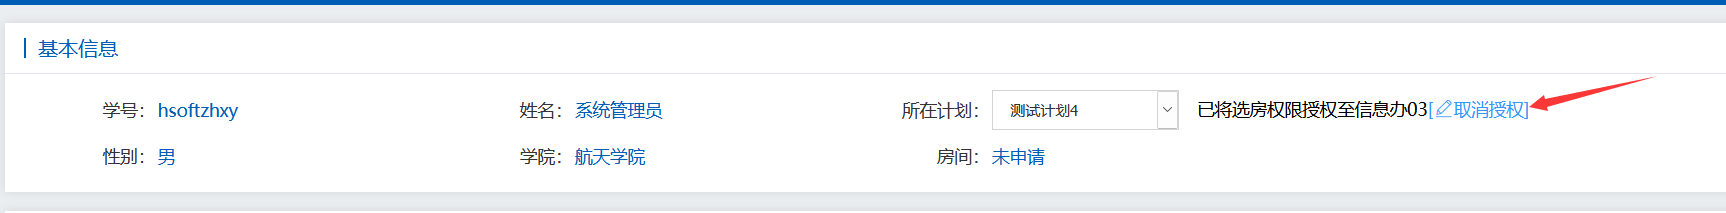 基本信息
学号： hsoftzhxy 姓名： 系统管理员 所在计划： 测试计划4 已将选房权限授权至信息办03[取消授权]
性别： 男 学院： 航天学院 房间： 未申请